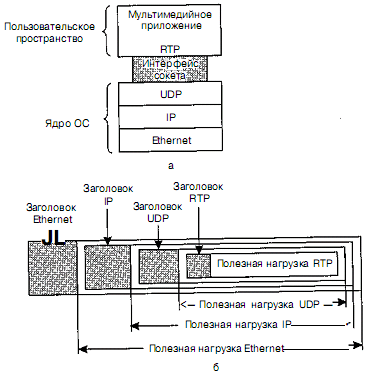 Пользовательское
пространство
Мультимедийное
приложение
RTP
Интерфейс
сокета
Ядро ОС
UDP
IP
Ethernet
а
Заголовок
Ethernet
Заголовок
IP
Заголовок
UDP
Заголовок
RTP
JL
Полезная нагрузка RTP
Полезная нагрузка UDP
Полезная нагрузка IP
Полезная нагрузка Ethernet
б